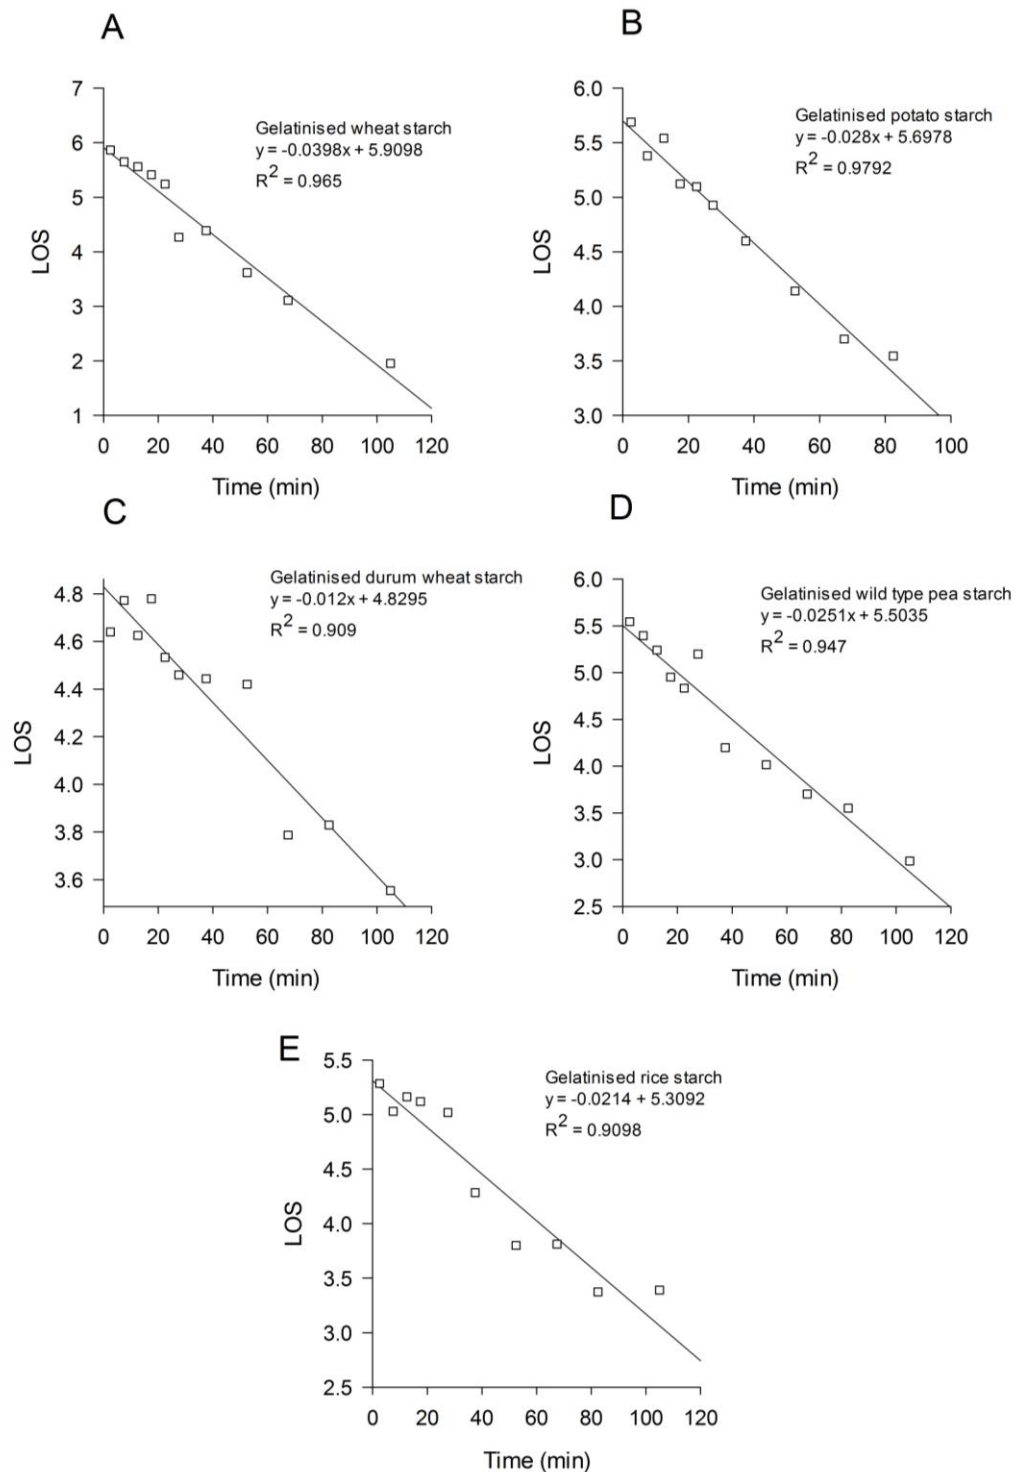 A
7
6
5
4
3
2
1
LOS
0 20 40 60 80 100 120
Time (min)
Gelatinised wheat starch
y = -0.0398x + 5.9098
R² = 0.965
B
6.0
5.5
5.0
4.5
4.0
3.5
3.0
LOS
0 20 40 60 80 100
Time (min)
Gelatinised potato starch
y = -0.028x + 5.6978
R² = 0.9792
C
4.8
4.6
4.4
4.2
4.0
3.8
3.6
LOS
0 20 40 60 80 100 120
Time (min)
Gelatinised durum wheat starch
y = -0.012x + 4.8295
R² = 0.909
D
6.0
5.5
5.0
4.5
4.0
3.5
3.0
2.5
LOS
0 20 40 60 80 100 120
Time (min)
Gelatinised wild type pea starch
y = -0.0251x + 5.5035
R² = 0.947
E
5.5
5.0
4.5
4.0
3.5
3.0
2.5
LOS
0 20 40 60 80 100 120
Time (min)
Gelatinised rice starch
y = -0.0214 + 5.3092
R² = 0.9098